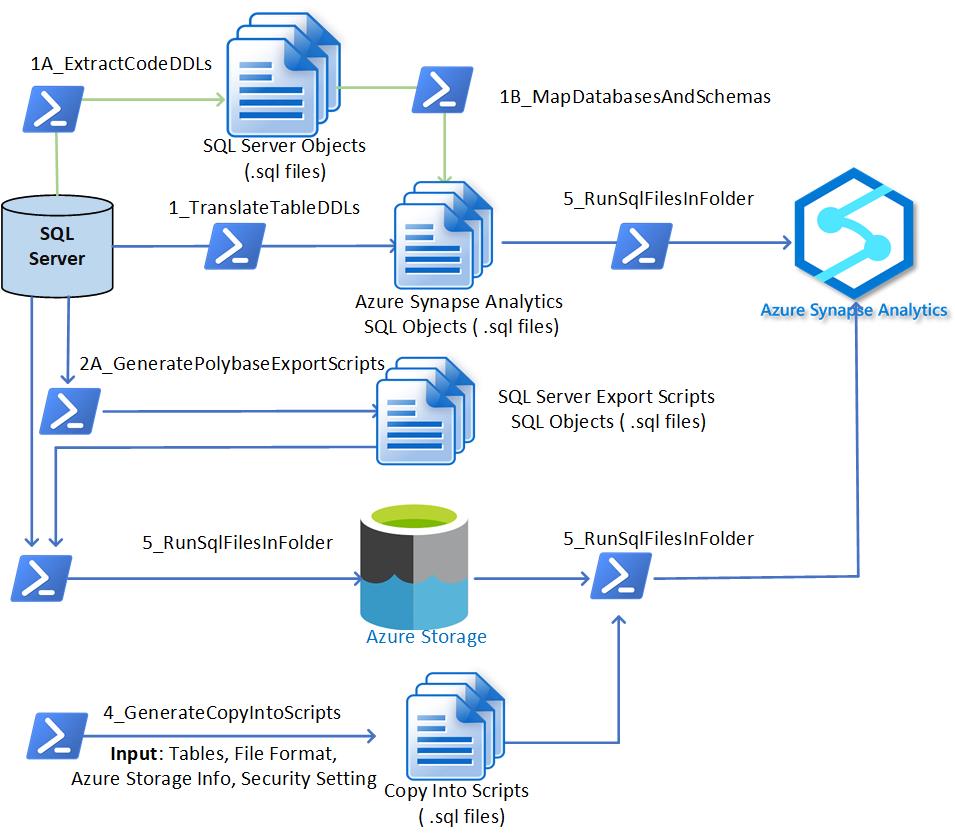 1A_ExtractCodeDDLs
SQL Server Objects
(.sql files)
1B_MapDatabasesAndSchemas
SQL
Server
1_TranslateTableDDLs
Azure Synapse Analytics
SQL Objects ( .sql files)
5_RunSqlFilesInFolder
Azure Synapse Analytics
2A_GeneratePolybaseExportScripts
SQL Server Export Scripts
SQL Objects ( .sql files)
5_RunSqlFilesInFolder
Azure Storage
5_RunSqlFilesInFolder
4_GenerateCopyIntoScripts
Input: Tables, File Format,
Azure Storage Info, Security Setting
Copy Into Scripts
( .sql files)